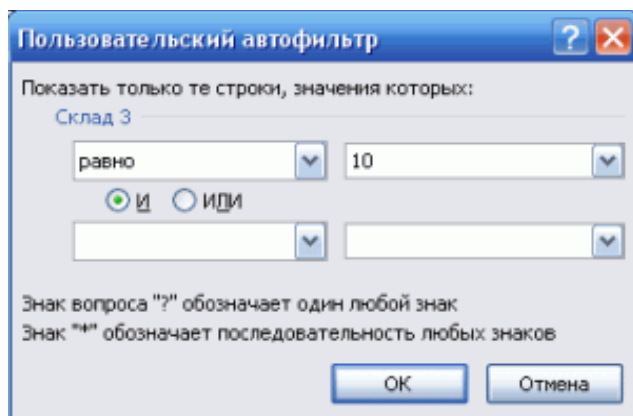 Пользовательский автофильтр
Показать только те строки, значения которых:
Склад 3
равно 10
И ИЛИ
Знак вопроса "?" обозначает один любой знак
Знак "*" обозначает последовательность любых знаков
ОК Отмена